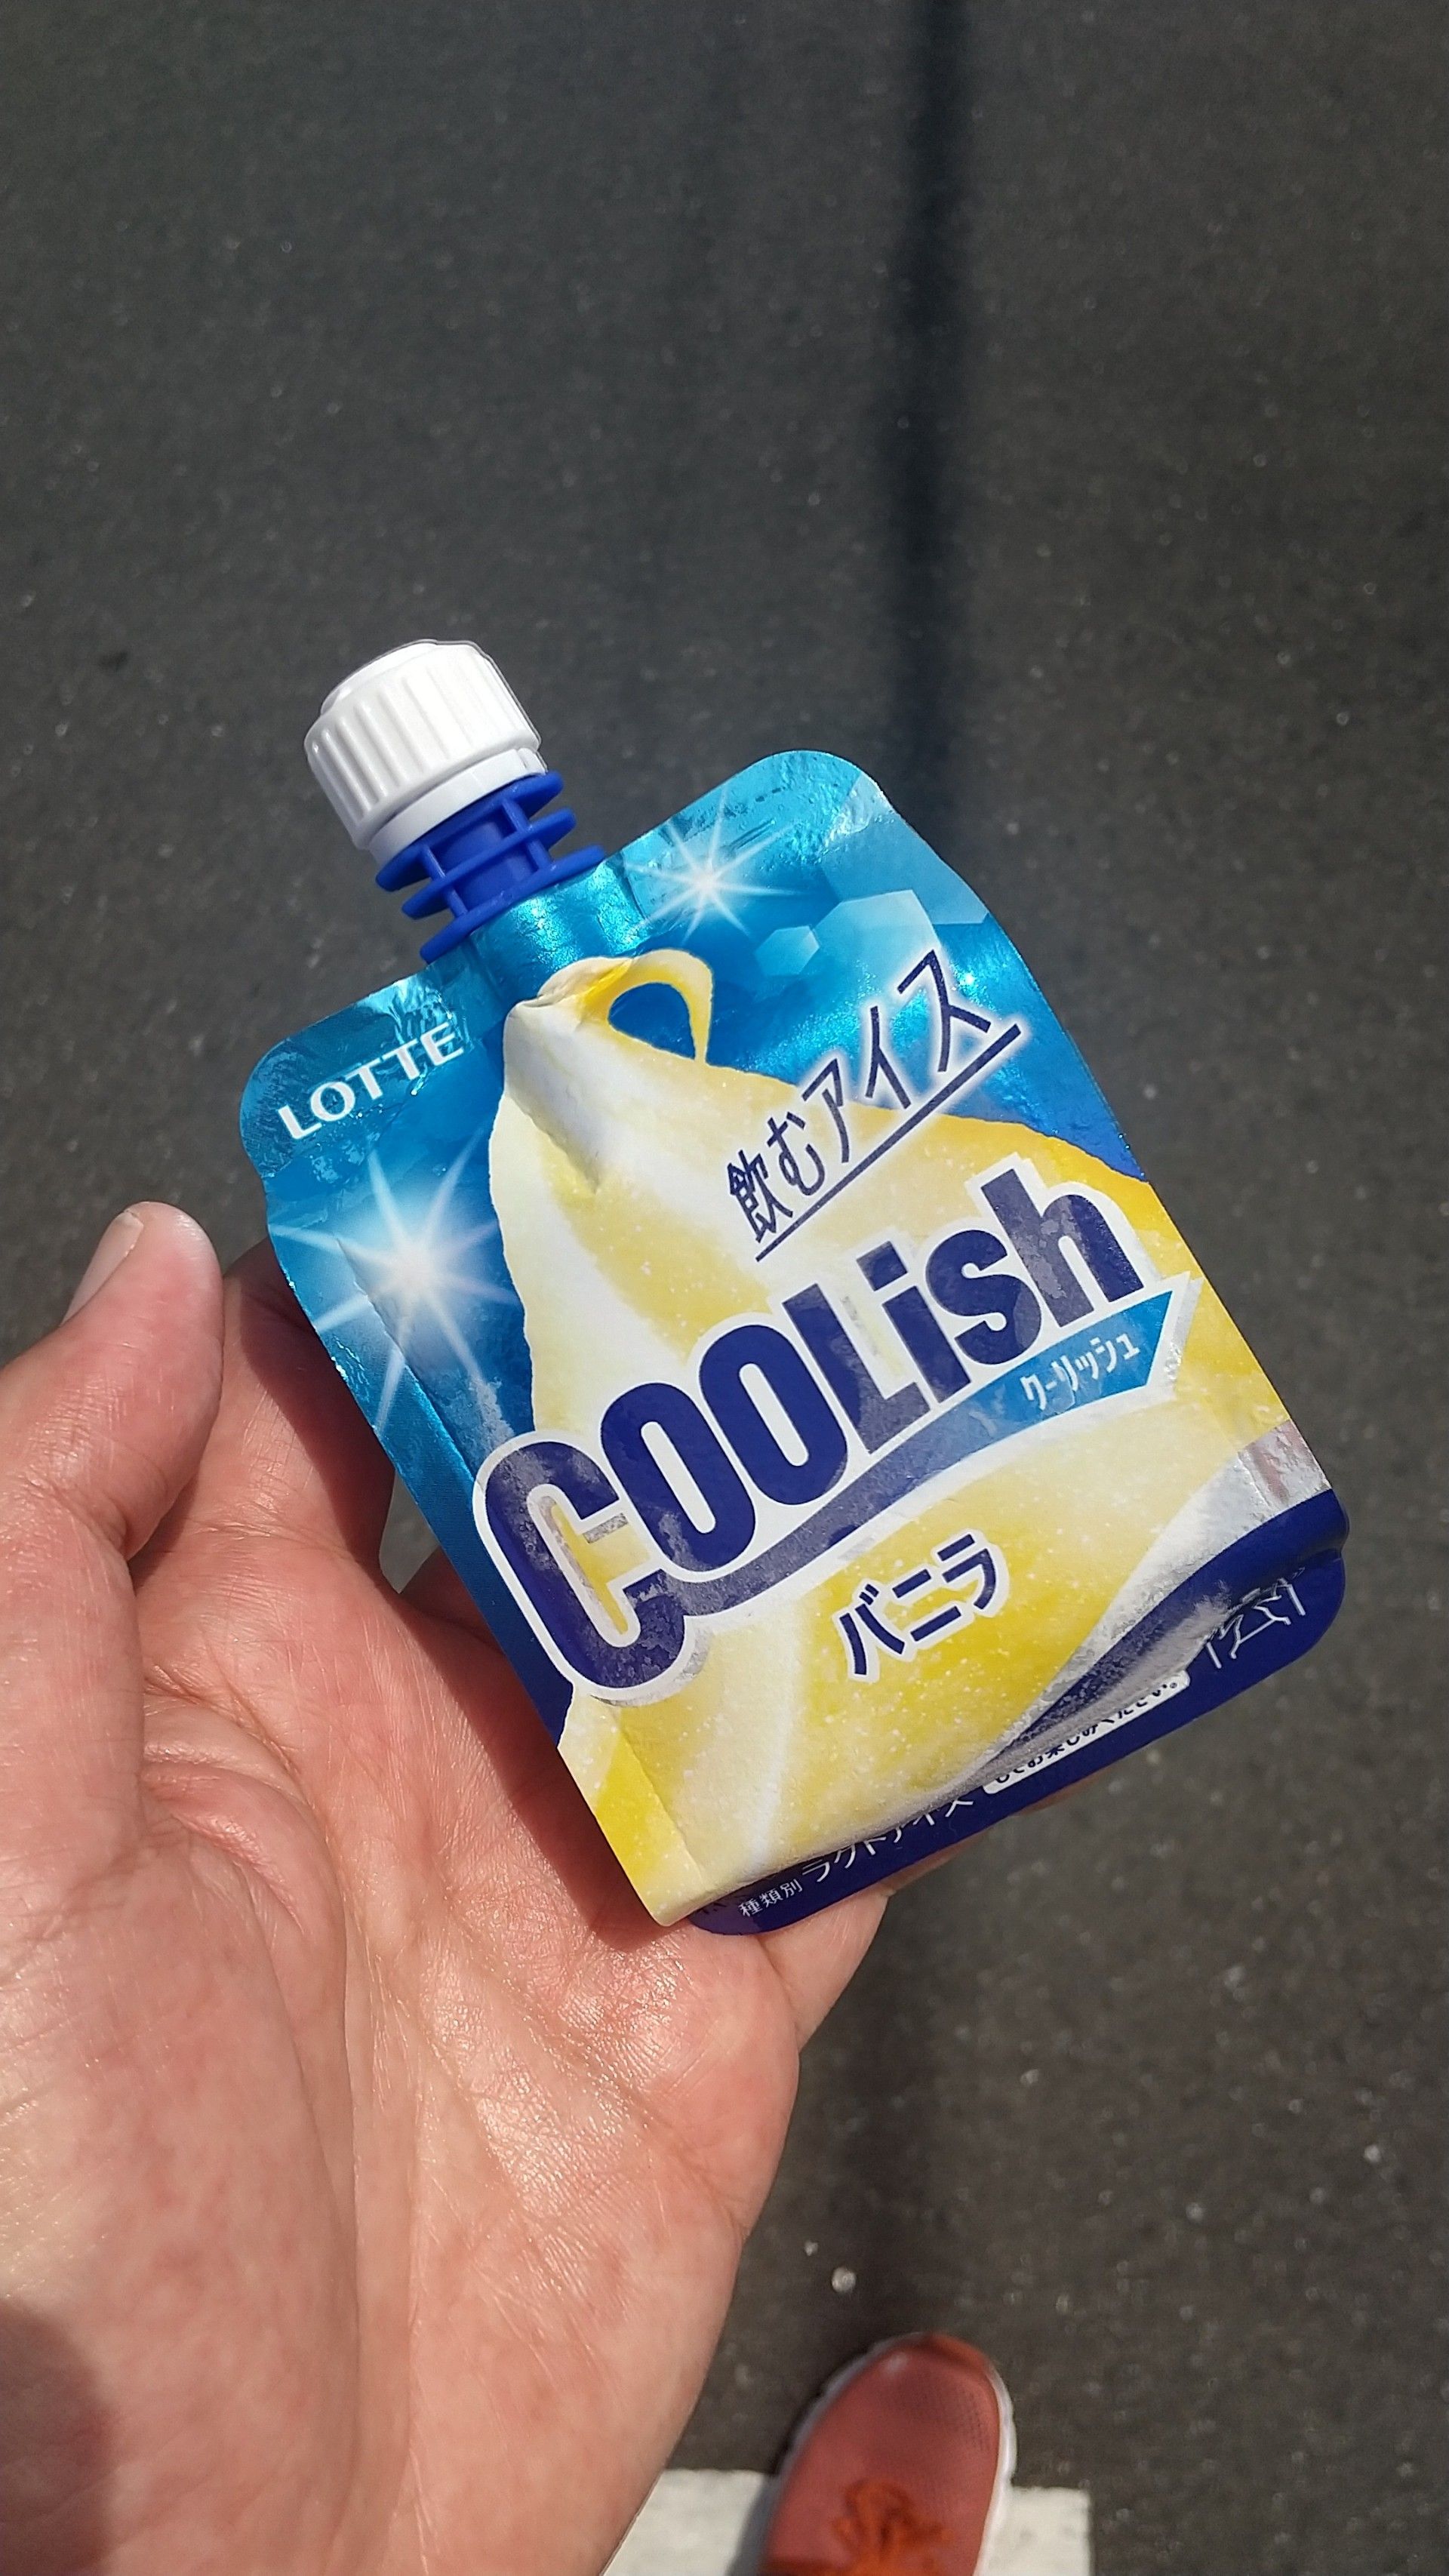 LOTTE
飲むアイス
COOLish
クーリッシュ
バニラ
種類別 ラクトアイス